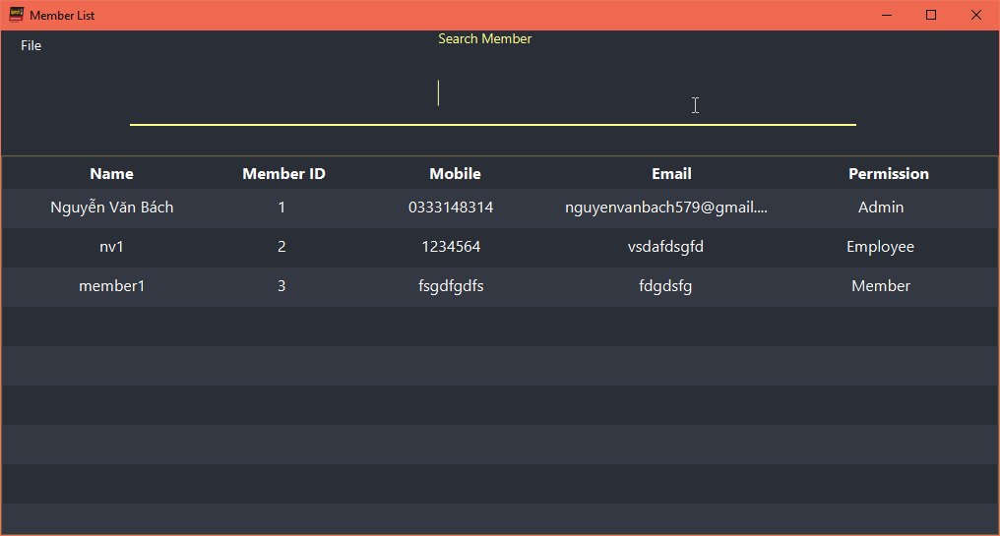 Member List
File
Search Member
Name Member ID Mobile Email Permission
Nguyễn Văn Bách 1 0333148314 nguyenvanbach579@gmail.... Admin
nv1 2 1234564 vsdafdsgfd Employee
member1 3 fsgdfgdfs fdgdsfg Member